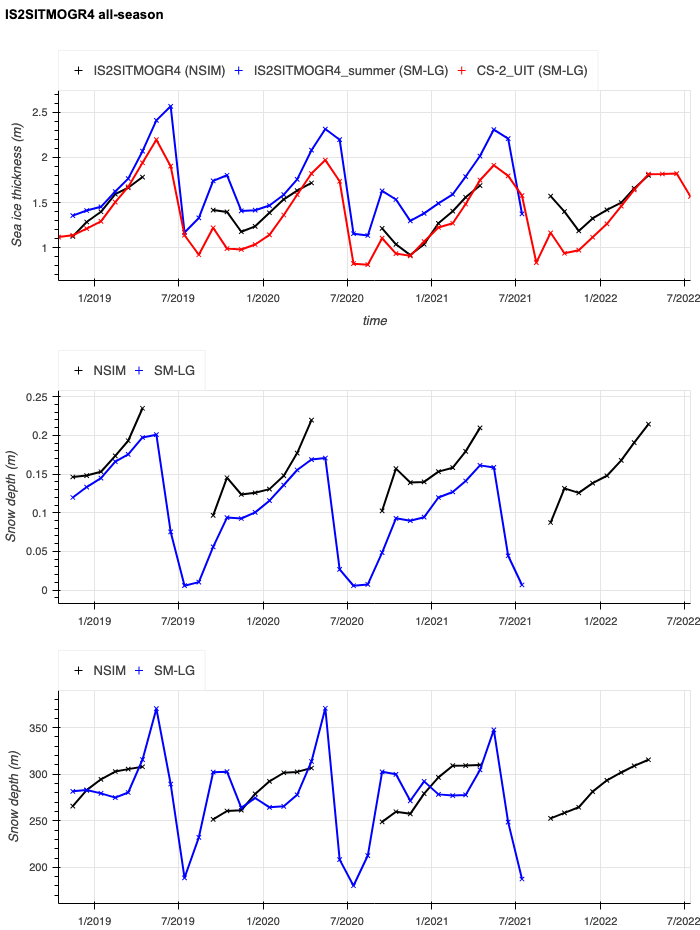 IS2SITMOGR4 all-season
IS2SITMOGR4 (NSIM) IS2SITMOGR4_summer (SM-LG) CS-2_UIT (SM-LG)
Sea ice thickness (m)
2.5
2
1.5
1
1/2019 7/2019 1/2020 7/2020 1/2021 7/2021 1/2022 7/2022
time
NSIM SM-LG
Snow depth (m)
0.25
0.2
0.15
0.1
0.05
0
1/2019 7/2019 1/2020 7/2020 1/2021 7/2021 1/2022 7/2022
NSIM SM-LG
Snow depth (m)
350
300
250
200
1/2019 7/2019 1/2020 7/2020 1/2021 7/2021 1/2022 7/2022